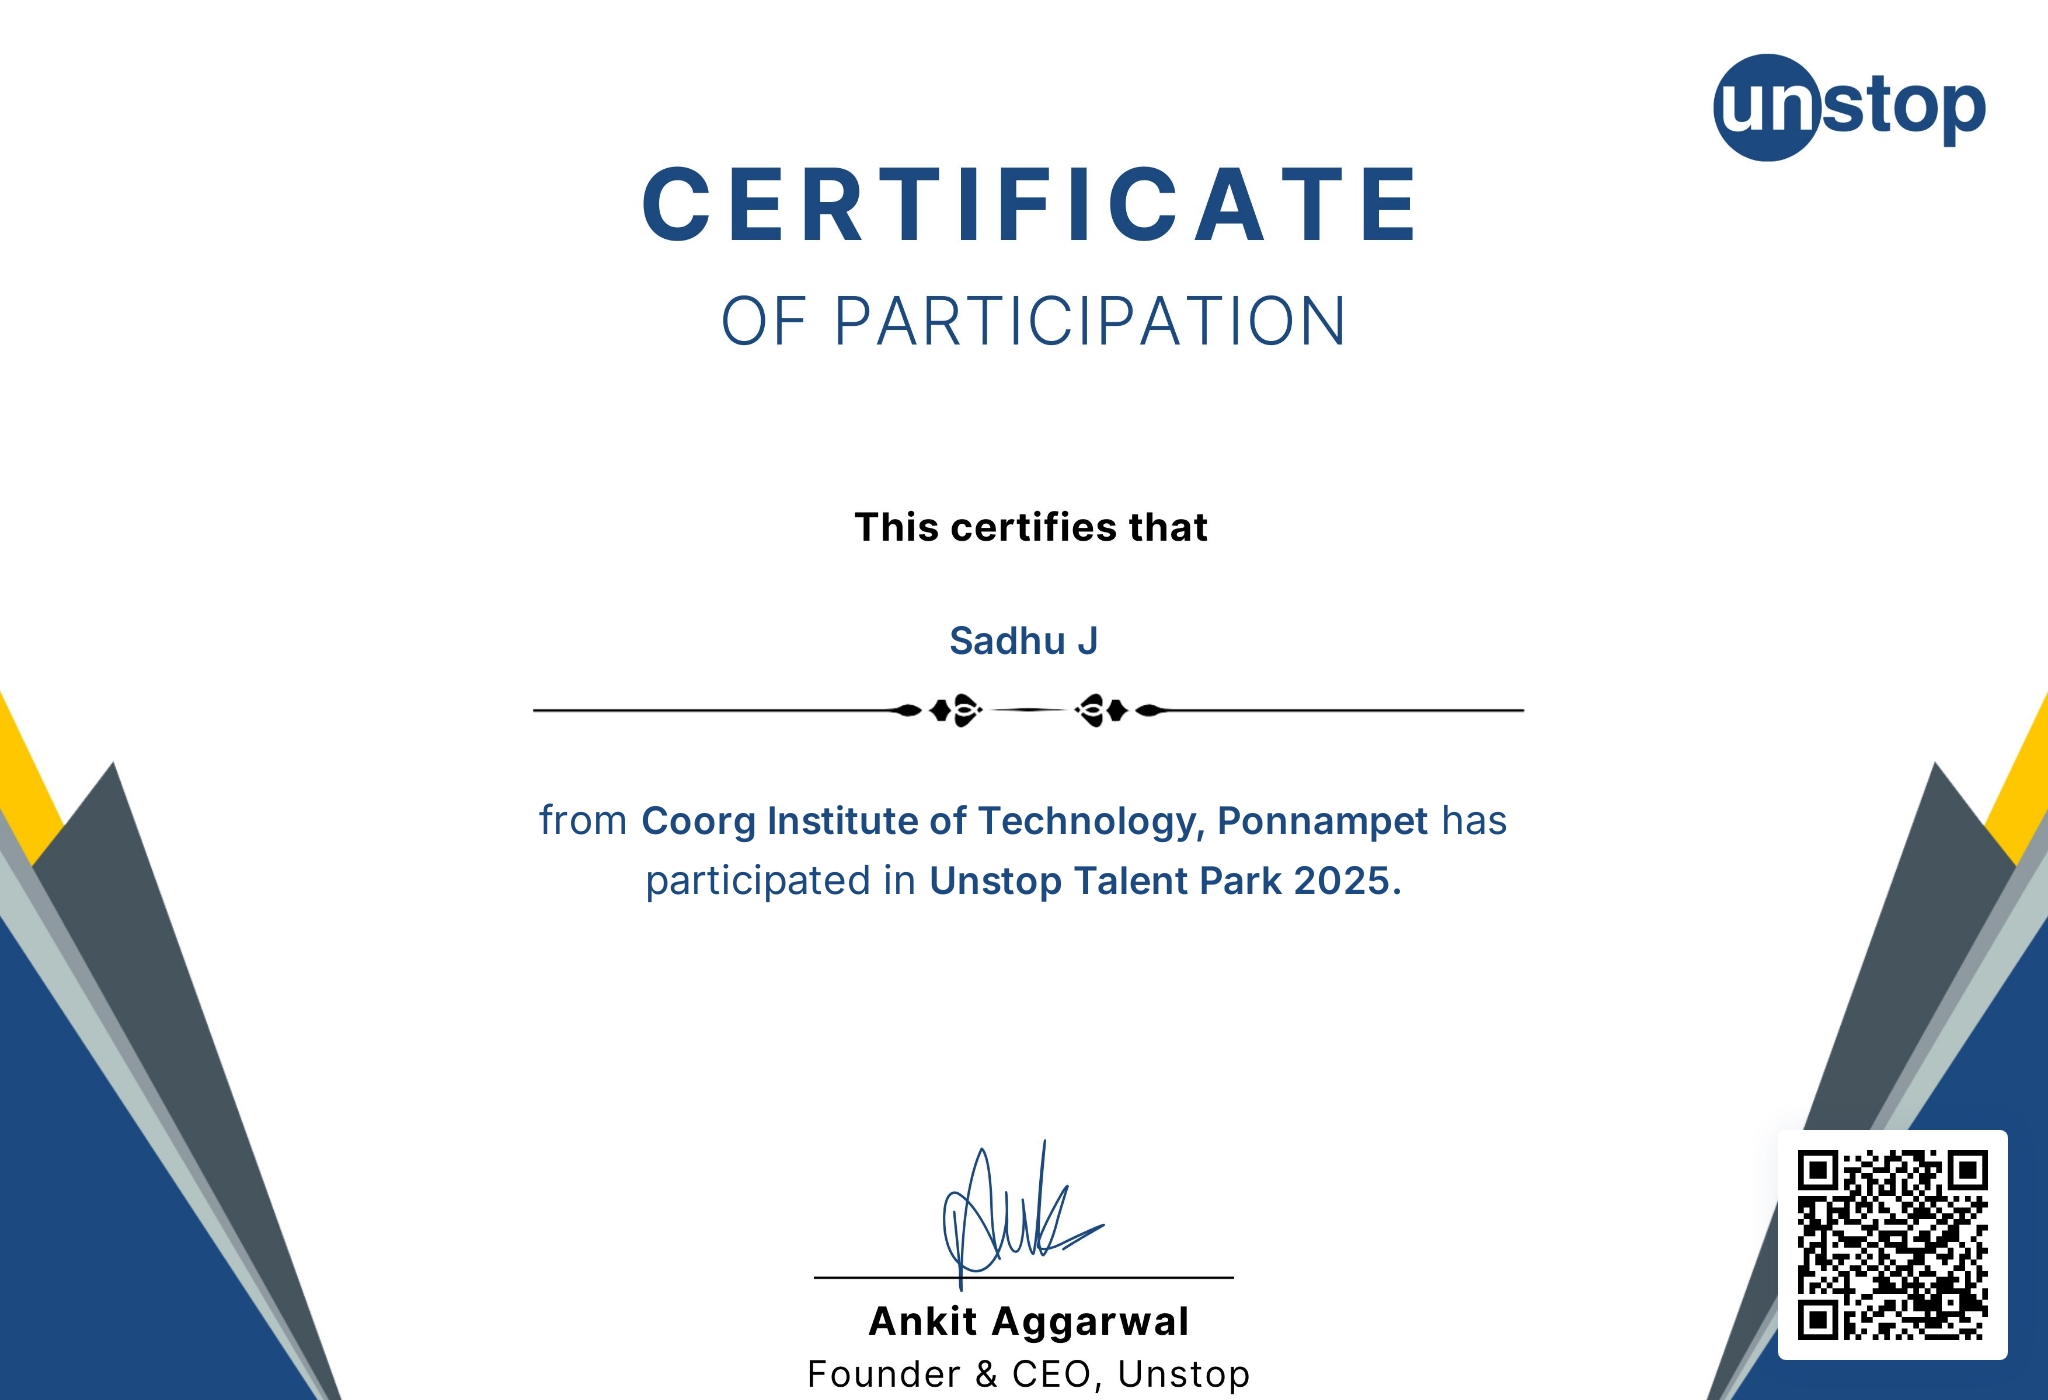 unstop
CERTIFICATE
OF PARTICIPATION
This certifies that
Sadhu J
from Coorg Institute of Technology, Ponnampet has
participated in Unstop Talent Park 2025.
Ankit Aggarwal
Founder & CEO, Unstop